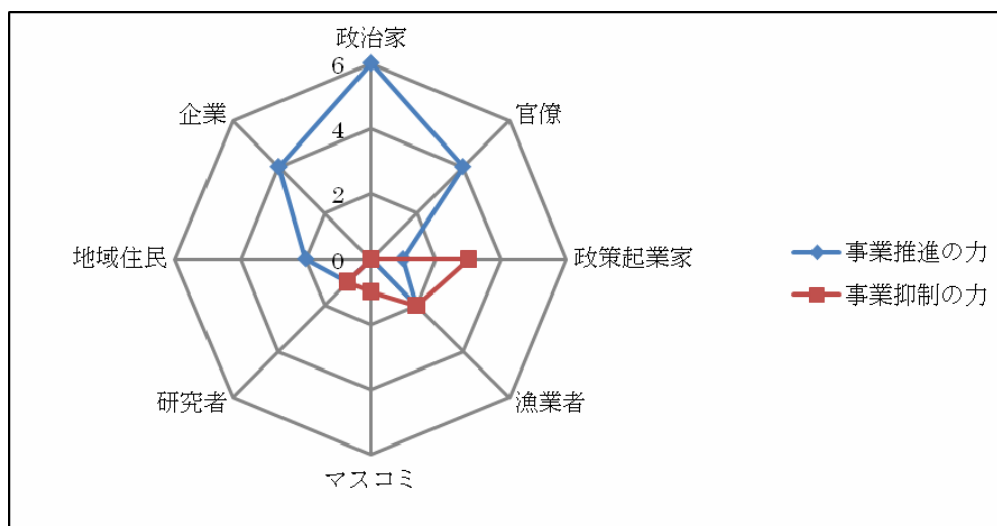 政治家
6
企業
官僚
4
2
地域住民
0
政策起業家
事業推進の力
事業抑制の力
研究者
漁業者
マスコミ